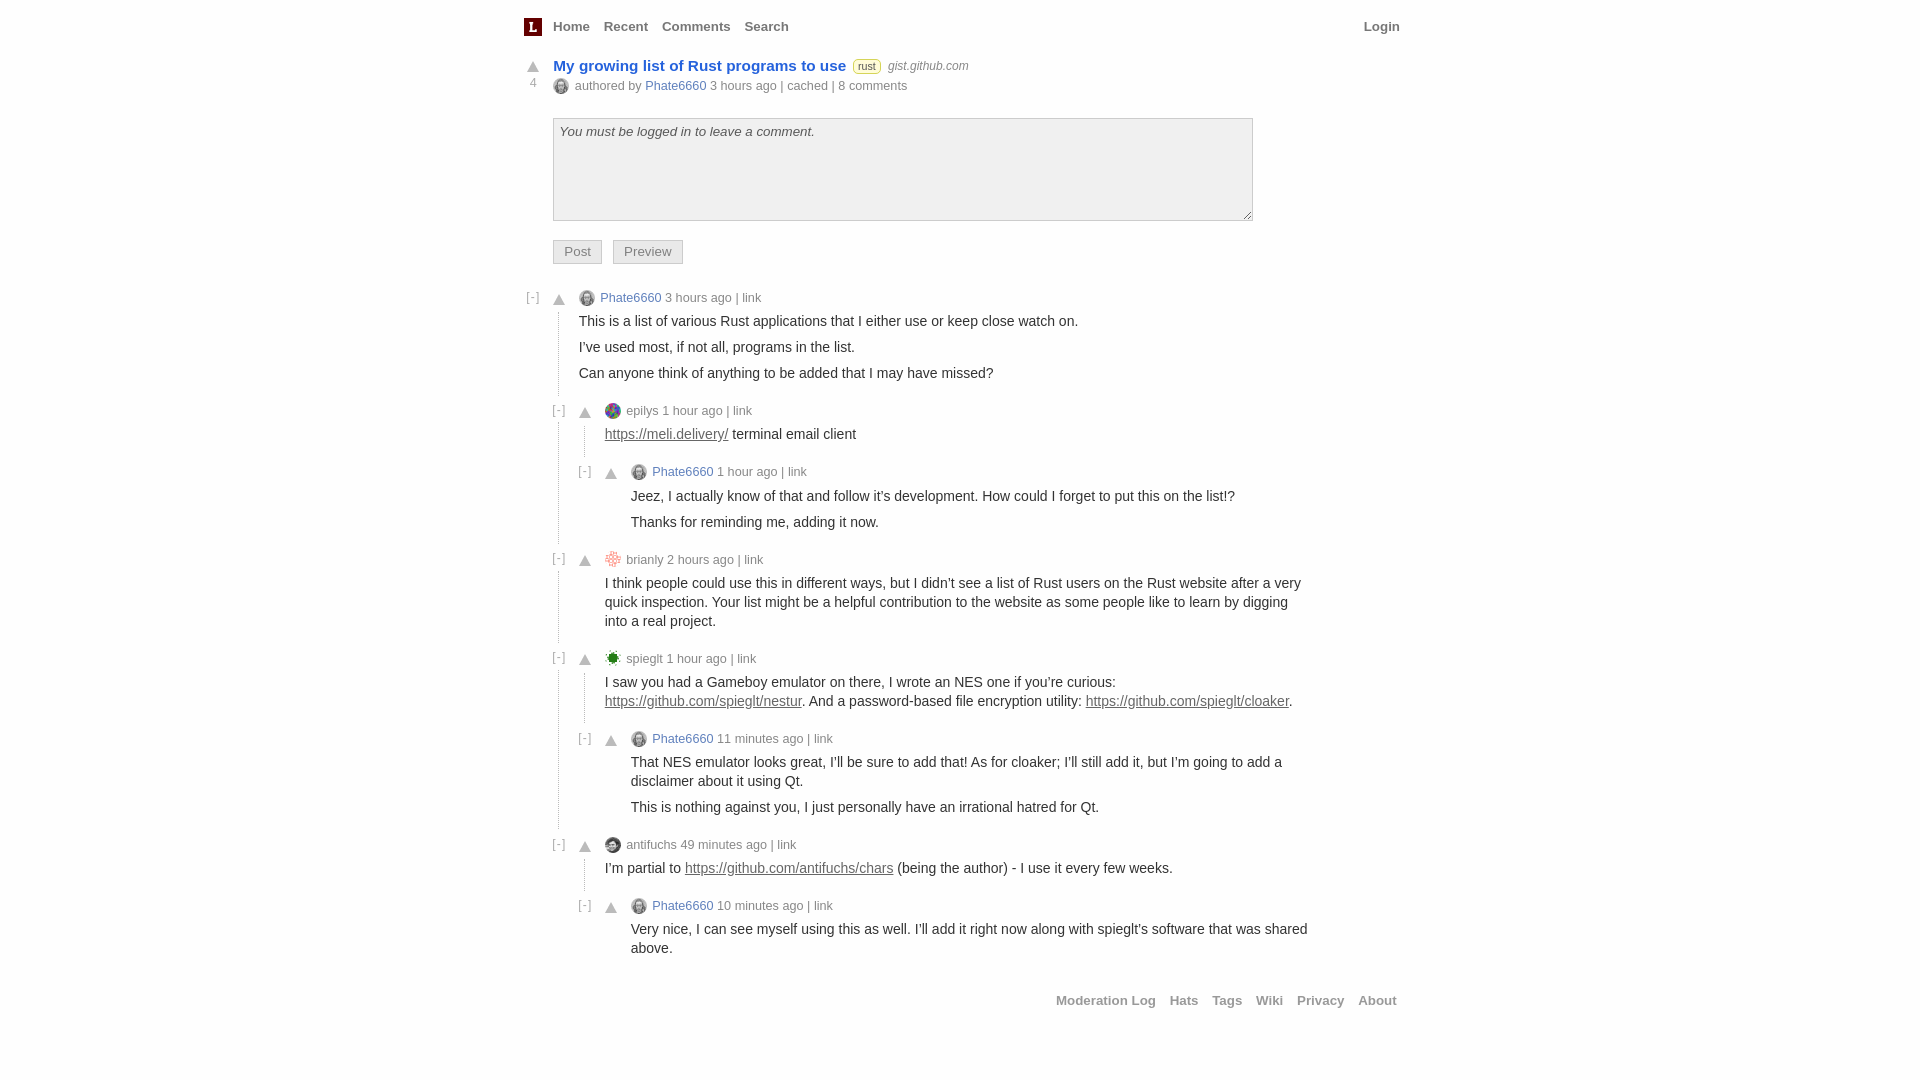 L Home Recent Comments Search Login
My growing list of Rust programs to use rust gist.github.com
4 authored by Phate6660 3 hours ago | cached | 8 comments
You must be logged in to leave a comment.
Post Preview
[-] Phate6660 3 hours ago | link
This is a list of various Rust applications that I either use or keep close watch on.
I’ve used most, if not all, programs in the list.
Can anyone think of anything to be added that I may have missed?
[-] epilys 1 hour ago | link
https://meli.delivery/ terminal email client
[-] Phate6660 1 hour ago | link
Jeez, I actually know of that and follow it’s development. How could I forget to put this on the list!?
Thanks for reminding me, adding it now.
[-] brianly 2 hours ago | link
I think people could use this in different ways, but I didn’t see a list of Rust users on the Rust website after a very
quick inspection. Your list might be a helpful contribution to the website as some people like to learn by digging
into a real project.
[-] spieglt 1 hour ago | link
I saw you had a Gameboy emulator on there, I wrote an NES one if you’re curious:
https://github.com/spieglt/nestur. And a password-based file encryption utility: https://github.com/spieglt/cloaker.
[-] Phate6660 11 minutes ago | link
That NES emulator looks great, I’ll be sure to add that! As for cloaker; I’ll still add it, but I’m going to add a
disclaimer about it using Qt.
This is nothing against you, I just personally have an irrational hatred for Qt.
[-] antifuchs 49 minutes ago | link
I’m partial to https://github.com/antifuchs/chars (being the author) - I use it every few weeks.
[-] Phate6660 10 minutes ago | link
Very nice, I can see myself using this as well. I’ll add it right now along with spieglt’s software that was shared
above.
Moderation Log Hats Tags Wiki Privacy About